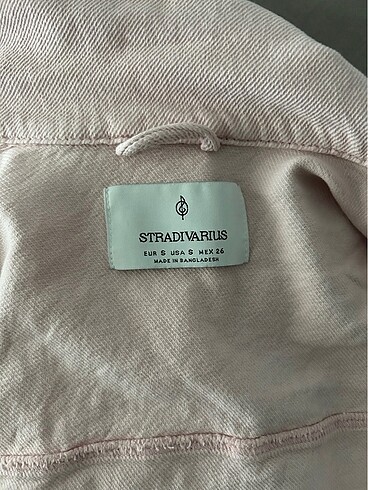 STRADIVARIUS
EUR S USA S MEX 26
MADE IN BANGLADESH